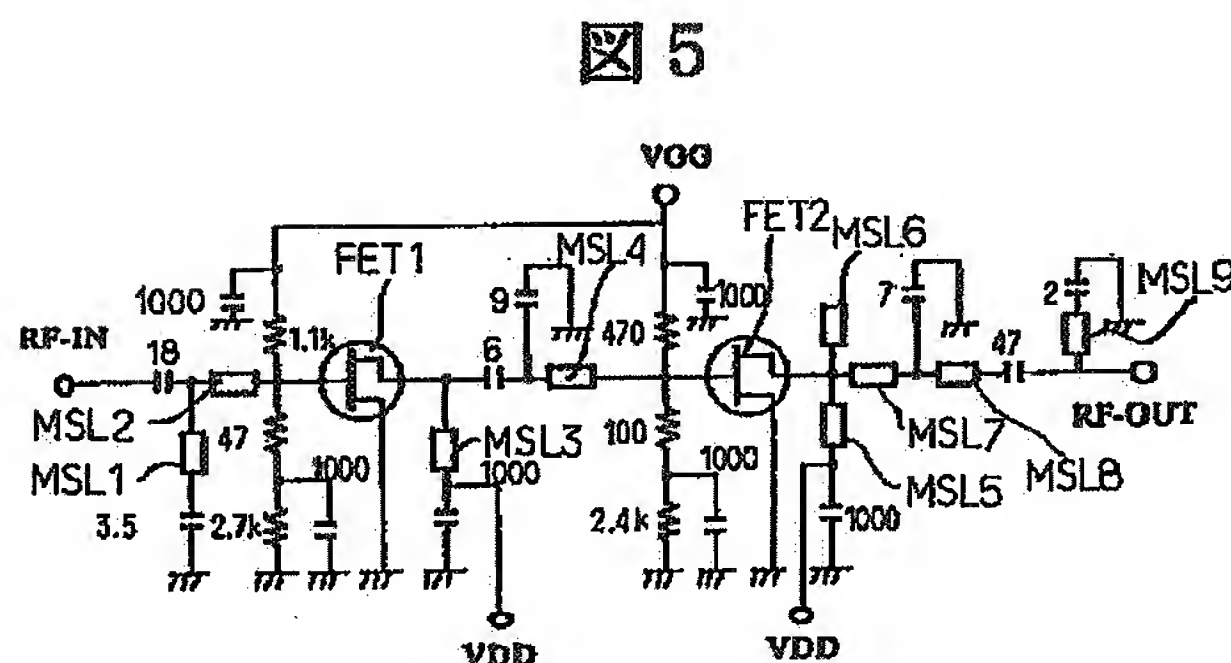 図 5
VGG
FET2
MSL6
FET1
MSL4
1000
9
1000
7
2
MSL9
RF-IN
18
1.1k
6
470
47
MSL2
47
MSL3
100
MSL7
RF-OUT
MSL1
1000
1000
1000
MSL5
MSL8
3.5
2.7k
2.4k
1000
VDD
VDD